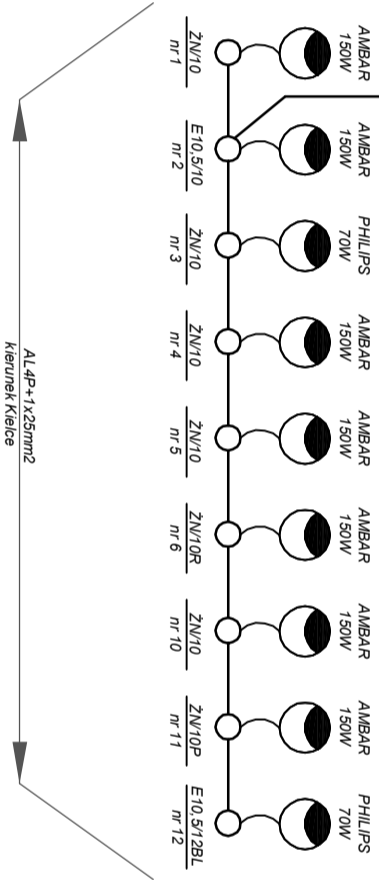 AMBAR
150W
ŻN/10
nr 1
AMBAR
150W
E10,5/10
nr 2
PHILIPS
70W
ŻN/10
nr 3
AMBAR
150W
ŻN/10
nr 4
AMBAR
150W
ŻN/10
nr 5
AMBAR
150W
ŻN/10R
nr 6
AMBAR
150W
ŻN/10
nr 10
AMBAR
150W
ŻN/10P
nr 11
PHILIPS
70W
E10,5/12BL
nr 12
AL4P+1x25mm2
kierunek Kielce